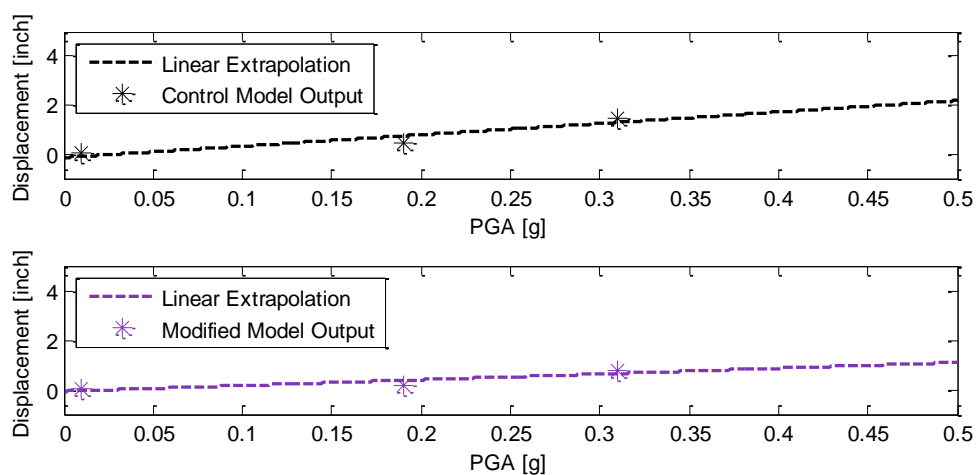 Displacement [inch]
4
2
0
Linear Extrapolation
Control Model Output
0 0.05 0.1 0.15 0.2 0.25 0.3 0.35 0.4 0.45 0.5
PGA [g]
Displacement [inch]
4
2
0
Linear Extrapolation
Modified Model Output
0 0.05 0.1 0.15 0.2 0.25 0.3 0.35 0.4 0.45 0.5
PGA [g]